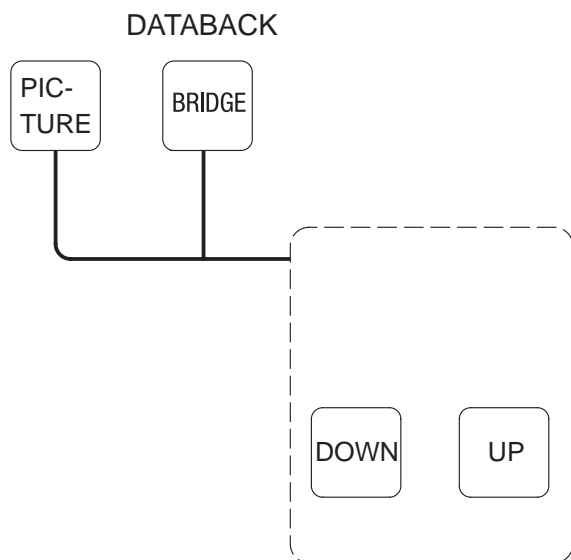 DATABACK
PIC-
TURE
BRIDGE
DOWN
UP